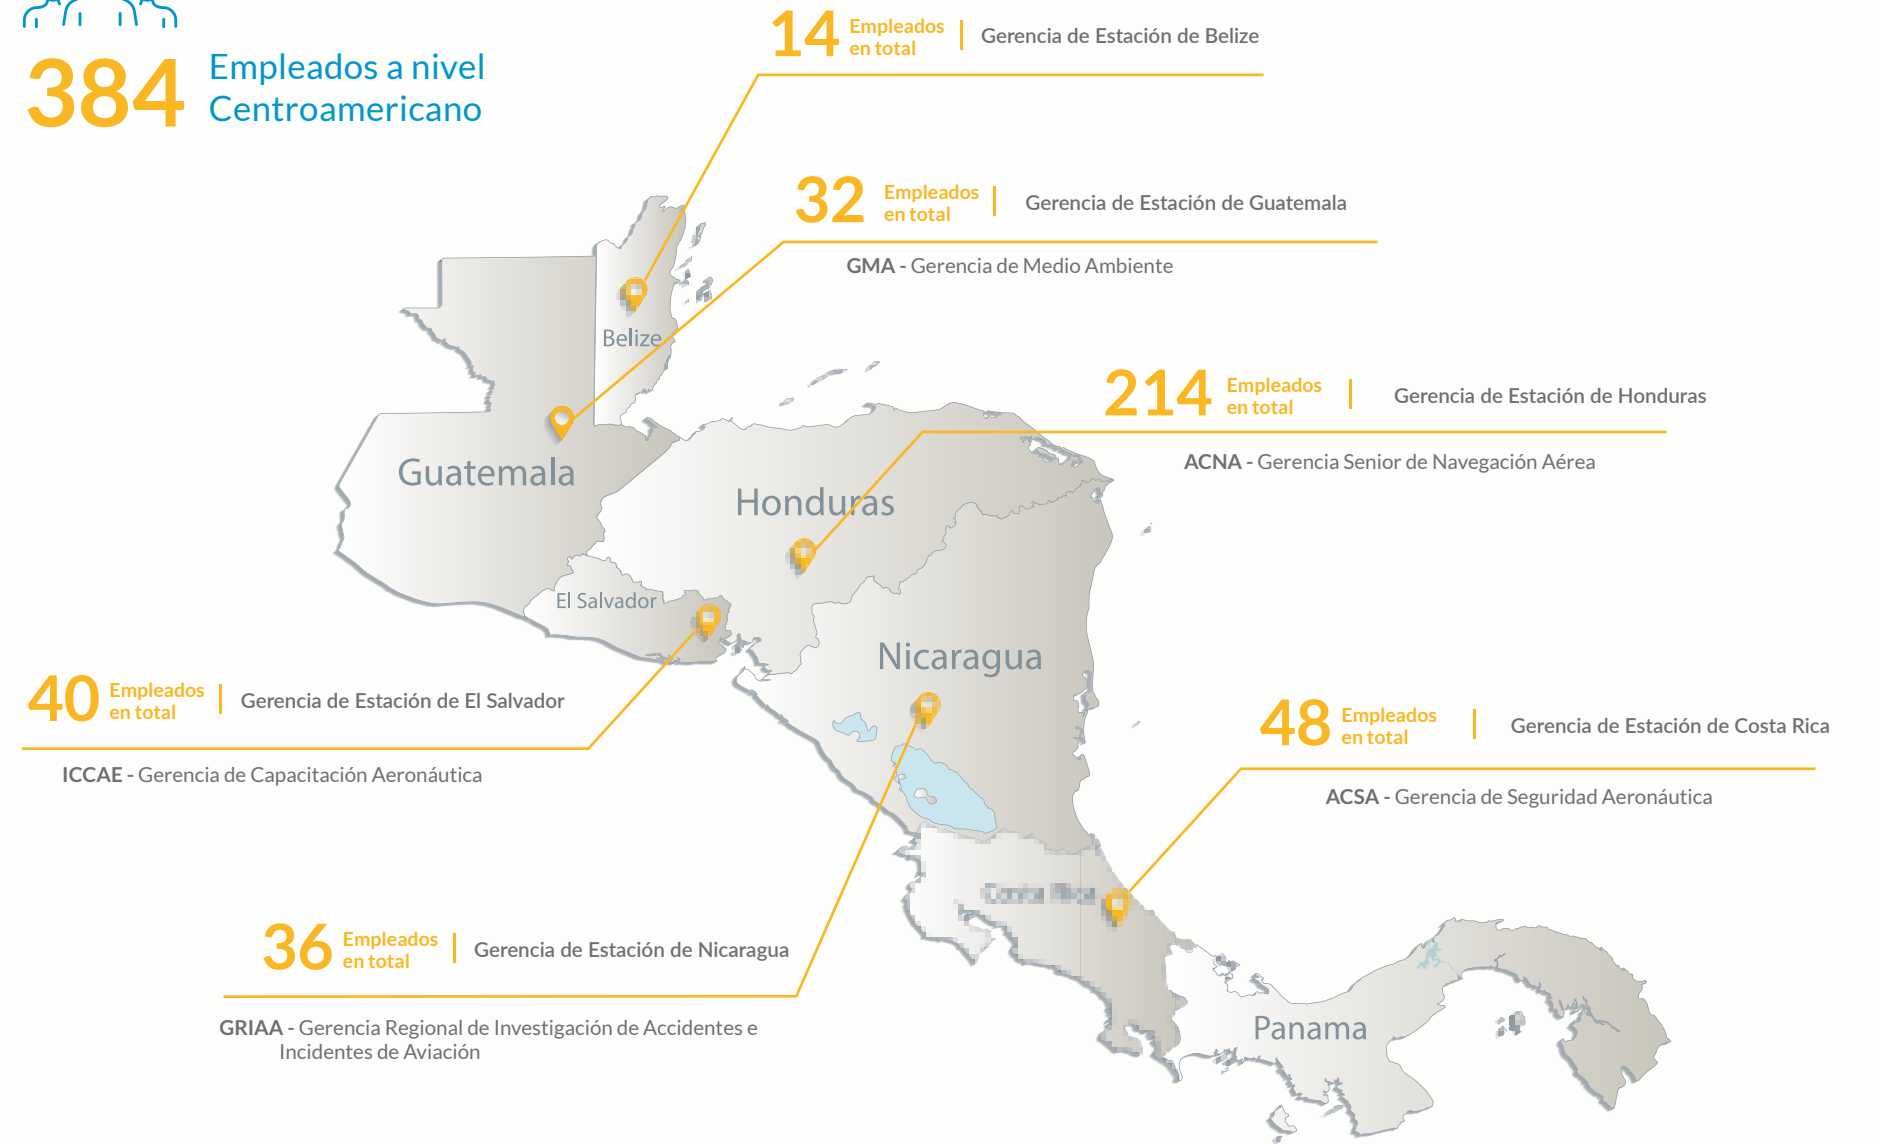 384
Empleados a nivel
Centroamericano
14
Empleados
en total
Gerencia de Estación de Belize
32
Empleados
en total
Gerencia de Estación de Guatemala
GMA - Gerencia de Medio Ambiente
214
Empleados
en total
Gerencia de Estación de Honduras
ACNA - Gerencia Senior de Navegación Aérea
Belize
Guatemala
Honduras
El Salvador
Nicaragua
40
Empleados
en total
Gerencia de Estación de El Salvador
ICCAE - Gerencia de Capacitación Aeronáutica
48
Empleados
en total
Gerencia de Estación de Costa Rica
ACSA - Gerencia de Seguridad Aeronáutica
Costa Rica
36
Empleados
en total
Gerencia de Estación de Nicaragua
GRIAA - Gerencia Regional de Investigación de Accidentes e
Incidentes de Aviación
Panama